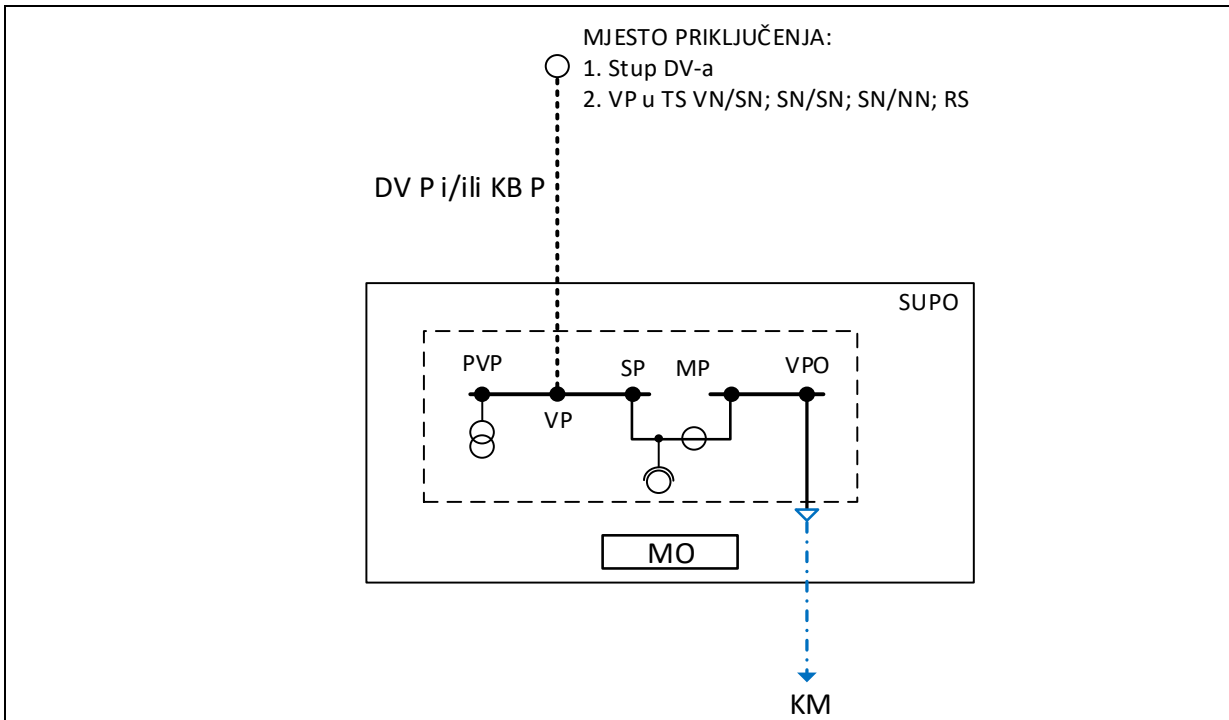 MJESTO PRIKLJUČENJA:
1. Stup DV-a
2. VP u TS VN/SN; SN/SN; SN/NN; RS
DV P i/ili KB P
SUPO
PVP
SP
MP
VPO
VP
MO
KM